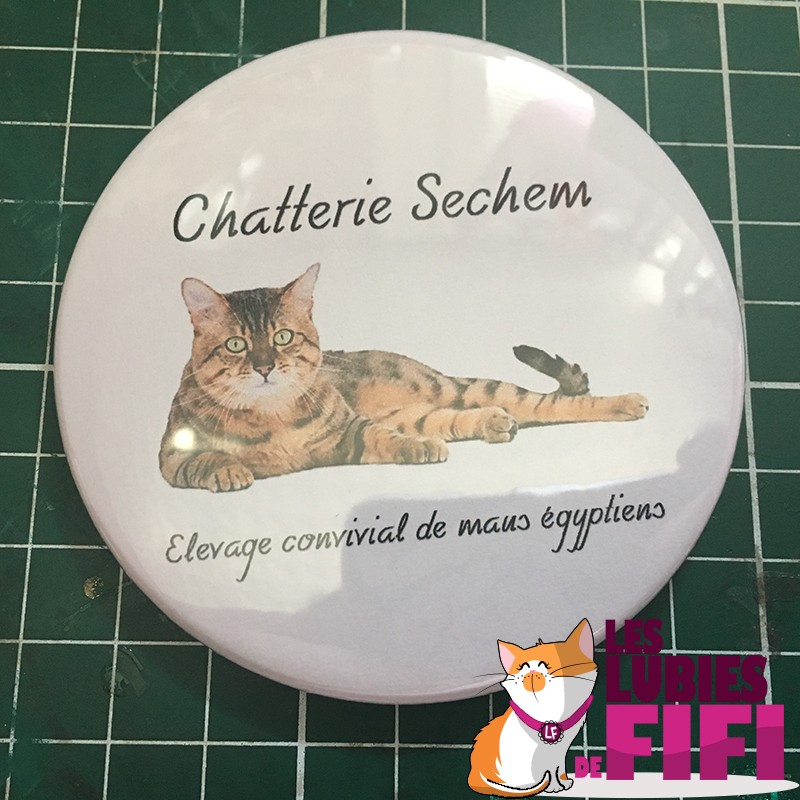 Chatterie Sechem
Elevage convivial de maus égyptiens
LF
LES
LUBIES
DE FIFI